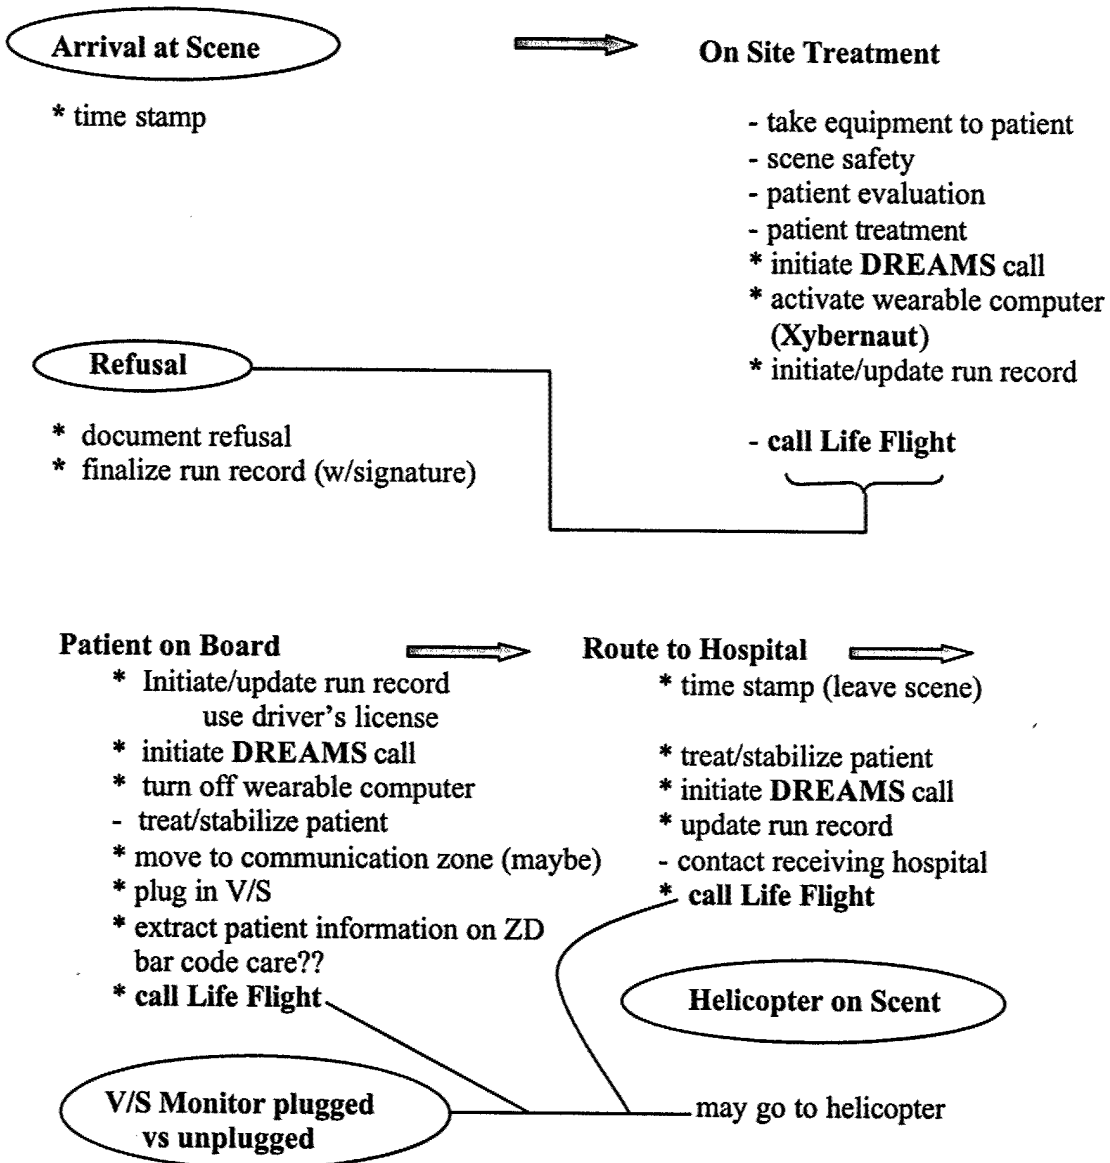 Arrival at Scene
* time stamp
On Site Treatment
- take equipment to patient
- scene safety
- patient evaluation
- patient treatment
* initiate DREAMS call
* activate wearable computer
(Xybernaut)
* initiate/update run record
- call Life Flight
Refusal
* document refusal
* finalize run record (w/signature)
Patient on Board
* Initiate/update run record
use driver's license
* initiate DREAMS call
* turn off wearable computer
- treat/stabilize patient
* move to communication zone (maybe)
* plug in V/S
* extract patient information on ZD
bar code care??
* call Life Flight
Route to Hospital
* time stamp (leave scene)
* treat/stabilize patient
* initiate DREAMS call
* update run record
- contact receiving hospital
* call Life Flight
Helicopter on Scent
V/S Monitor plugged
vs unplugged
may go to helicopter